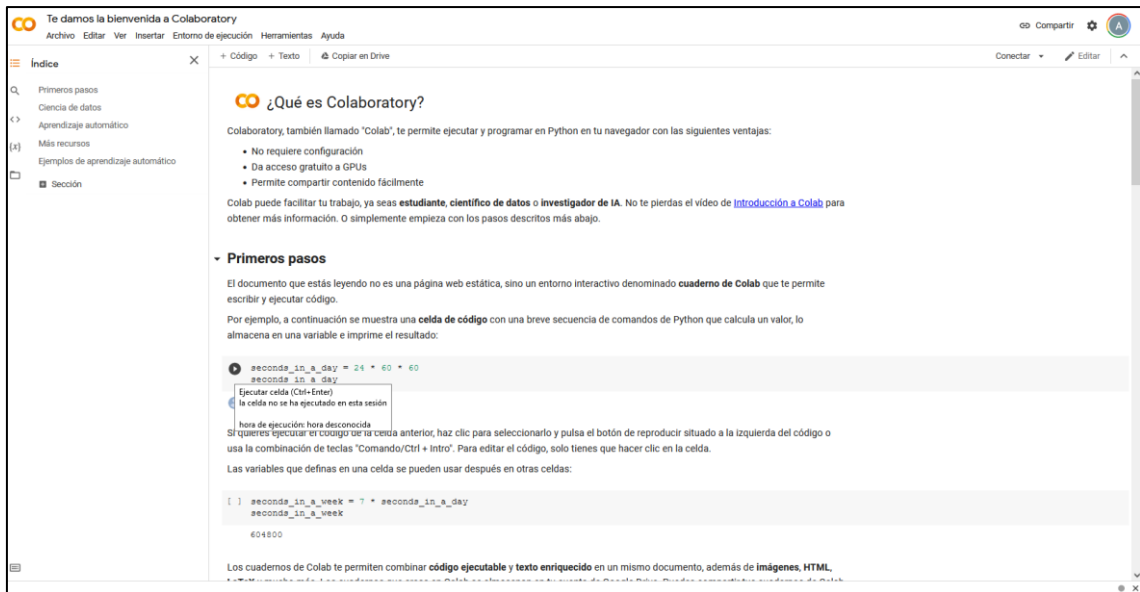 Te damos la bienvenida a Colaboratory
Archivo Editar Ver Insertar Entorno de ejecución Herramientas Ayuda
Compartir
A
Índice
+ Código + Texto Copiar en Drive
Conectar Editar
Primeros pasos
Ciencia de datos
Aprendizaje automático
Más recursos
Ejemplos de aprendizaje automático
Sección
¿Qué es Colaboratory?
Colaboratory, también llamado "Colab", te permite ejecutar y programar en Python en tu navegador con las siguientes ventajas:
• No requiere configuración
• Da acceso gratuito a GPUs
• Permite compartir contenido fácilmente
Colab puede facilitar tu trabajo, ya seas estudiante, científico de datos o investigador de IA. No te pierdas el vídeo de Introducción a Colab para
obtener más información. O simplemente empieza con los pasos descritos más abajo.
Primeros pasos
El documento que estás leyendo no es una página web estática, sino un entorno interactivo denominado cuaderno de Colab que te permite
escribir y ejecutar código.
Por ejemplo, a continuación se muestra una celda de código con una breve secuencia de comandos de Python que calcula un valor, lo
almacena en una variable e imprime el resultado:
seconds_in_a_day = 24 * 60 * 60
seconds_in_a_day
Ejecutar celda (Ctrl+Enter)
la celda no se ha ejecutado en esta sesión
hora de ejecución: hora desconocida
Si quieres ejecutar el código de la celda anterior, haz clic para seleccionarlo y pulsa el botón de reproducir situado a la izquierda del código o
usa la combinación de teclas "Comando/Ctrl + Intro". Para editar el código, solo tienes que hacer clic en la celda.
Las variables que definas en una celda se pueden usar después en otras celdas:
[ ] seconds_in_a_week = 7 * seconds_in_a_day
seconds_in_a_week
604800
Los cuadernos de Colab te permiten combinar código ejecutable y texto enriquecido en un mismo documento, además de imágenes, HTML,